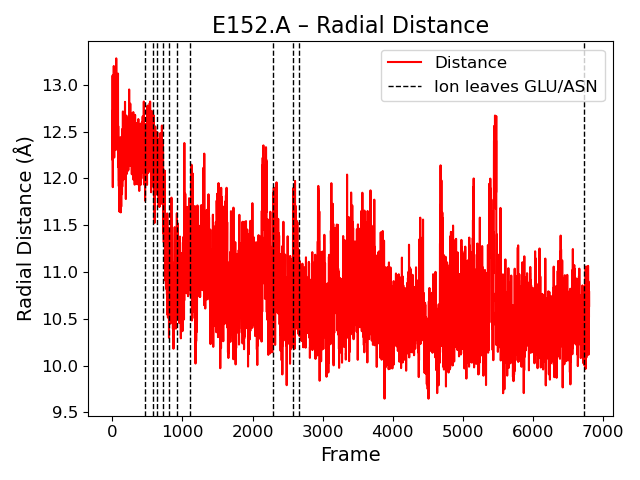 E152.A – Radial Distance
Distance
Ion leaves GLU/ASN
Radial Distance (Å)
13.0
12.5
12.0
11.5
11.0
10.5
10.0
9.5
0 1000 2000 3000 4000 5000 6000 7000
Frame